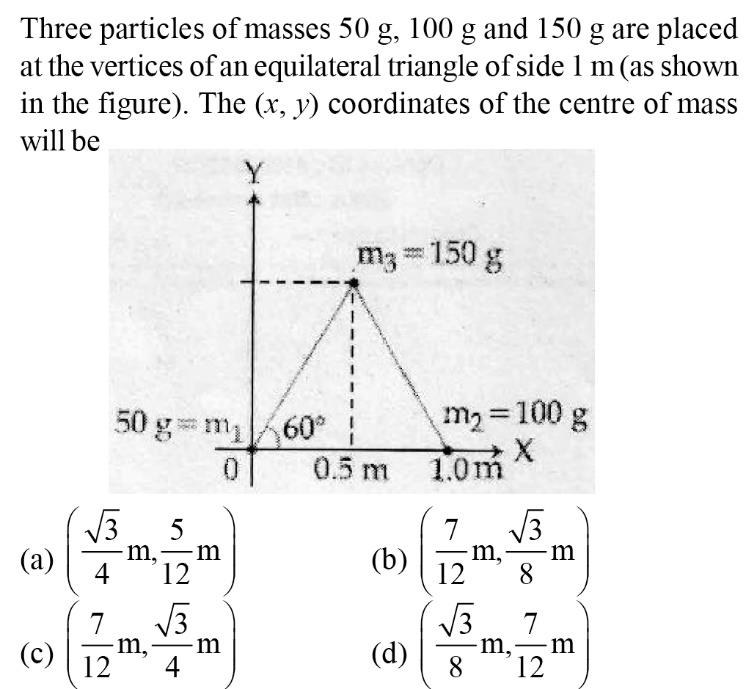 Three particles of masses 50 g, 100 g and 150 g are placed
at the vertices of an equilateral triangle of side 1 m (as shown
in the figure). The (x, y) coordinates of the centre of mass
will be
Y
m₃ = 150 g
50 g = m₁ 60° m₂ = 100 g
X
0 0.5 m 1.0 m
(a) (√3/4 m, 5/12 m) (b) (7/12 m, √3/8 m)
(c) (7/12 m, √3/4 m) (d) (√3/8 m, 7/12 m)